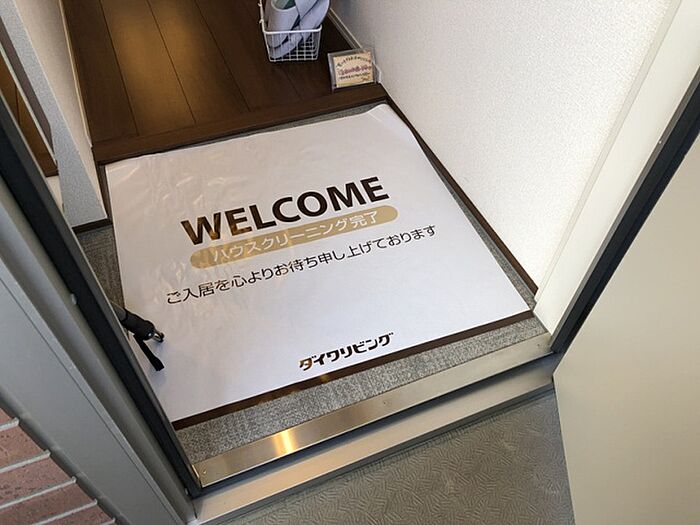 WELCOME
ハウスクリーニング完了
ご入居を心よりお待ち申し上げております
ダイワリビング